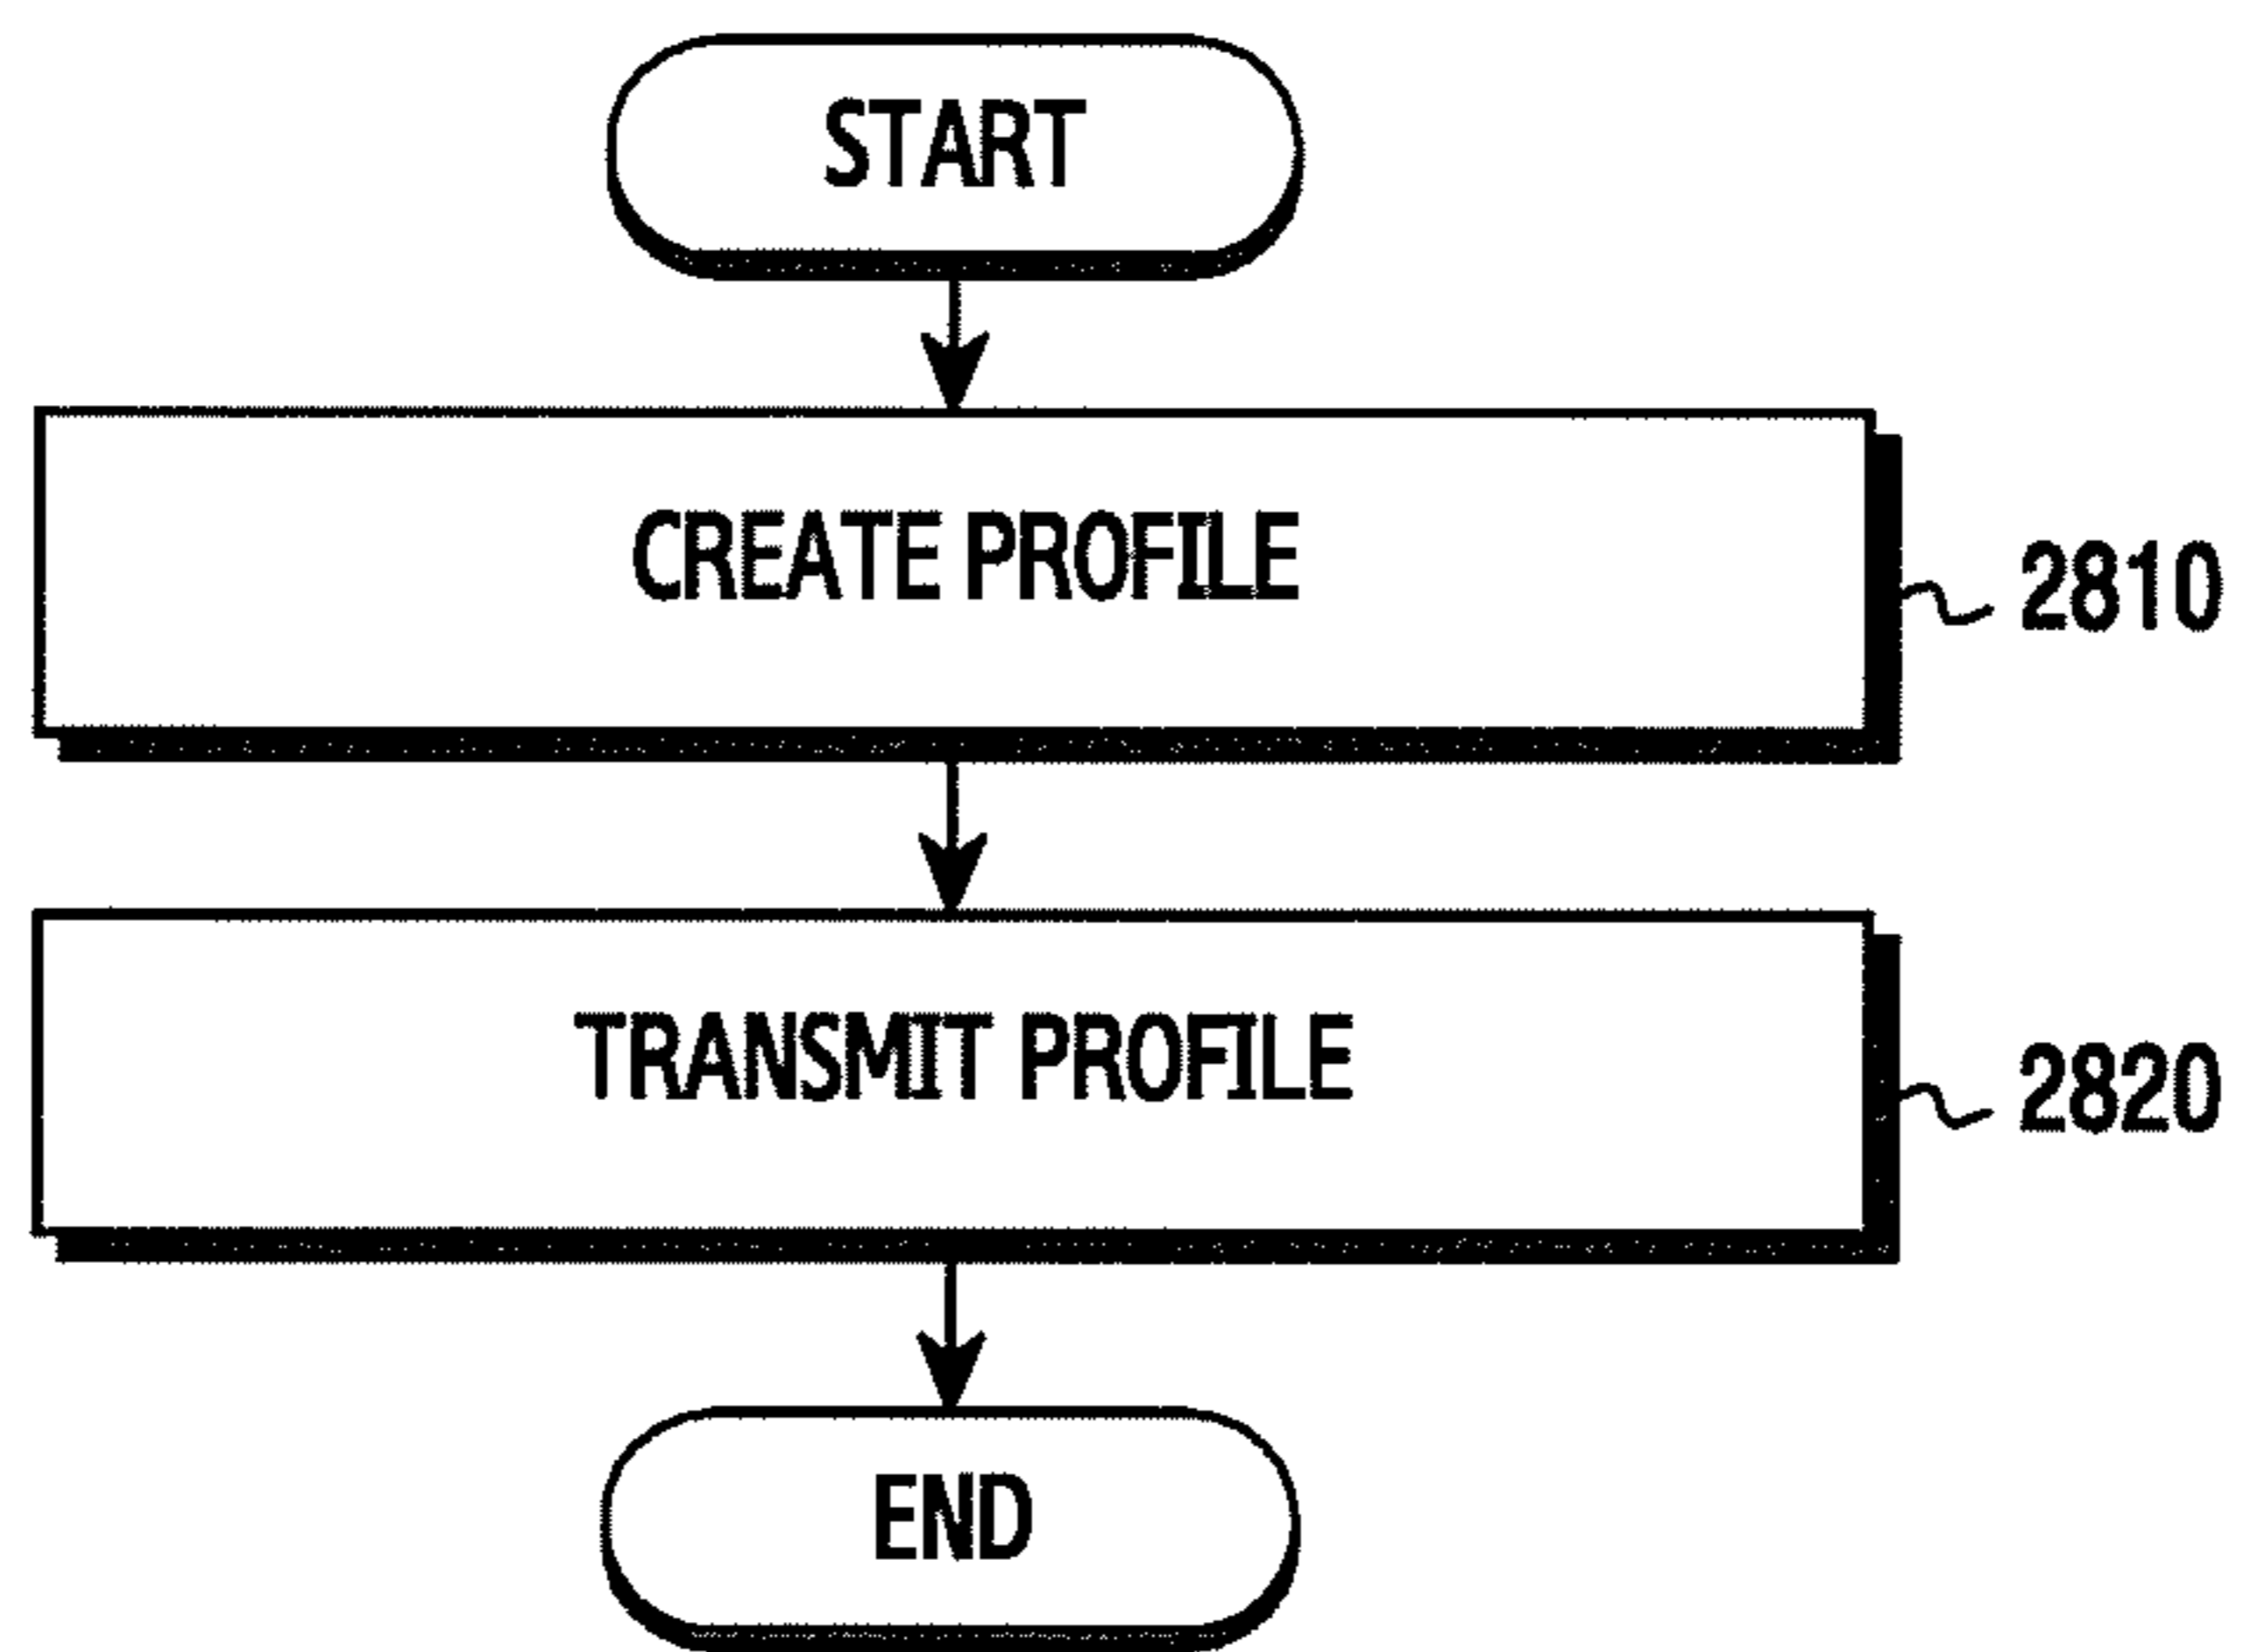 START
CREATE PROFILE
2810
TRANSMIT PROFILE
2820
END